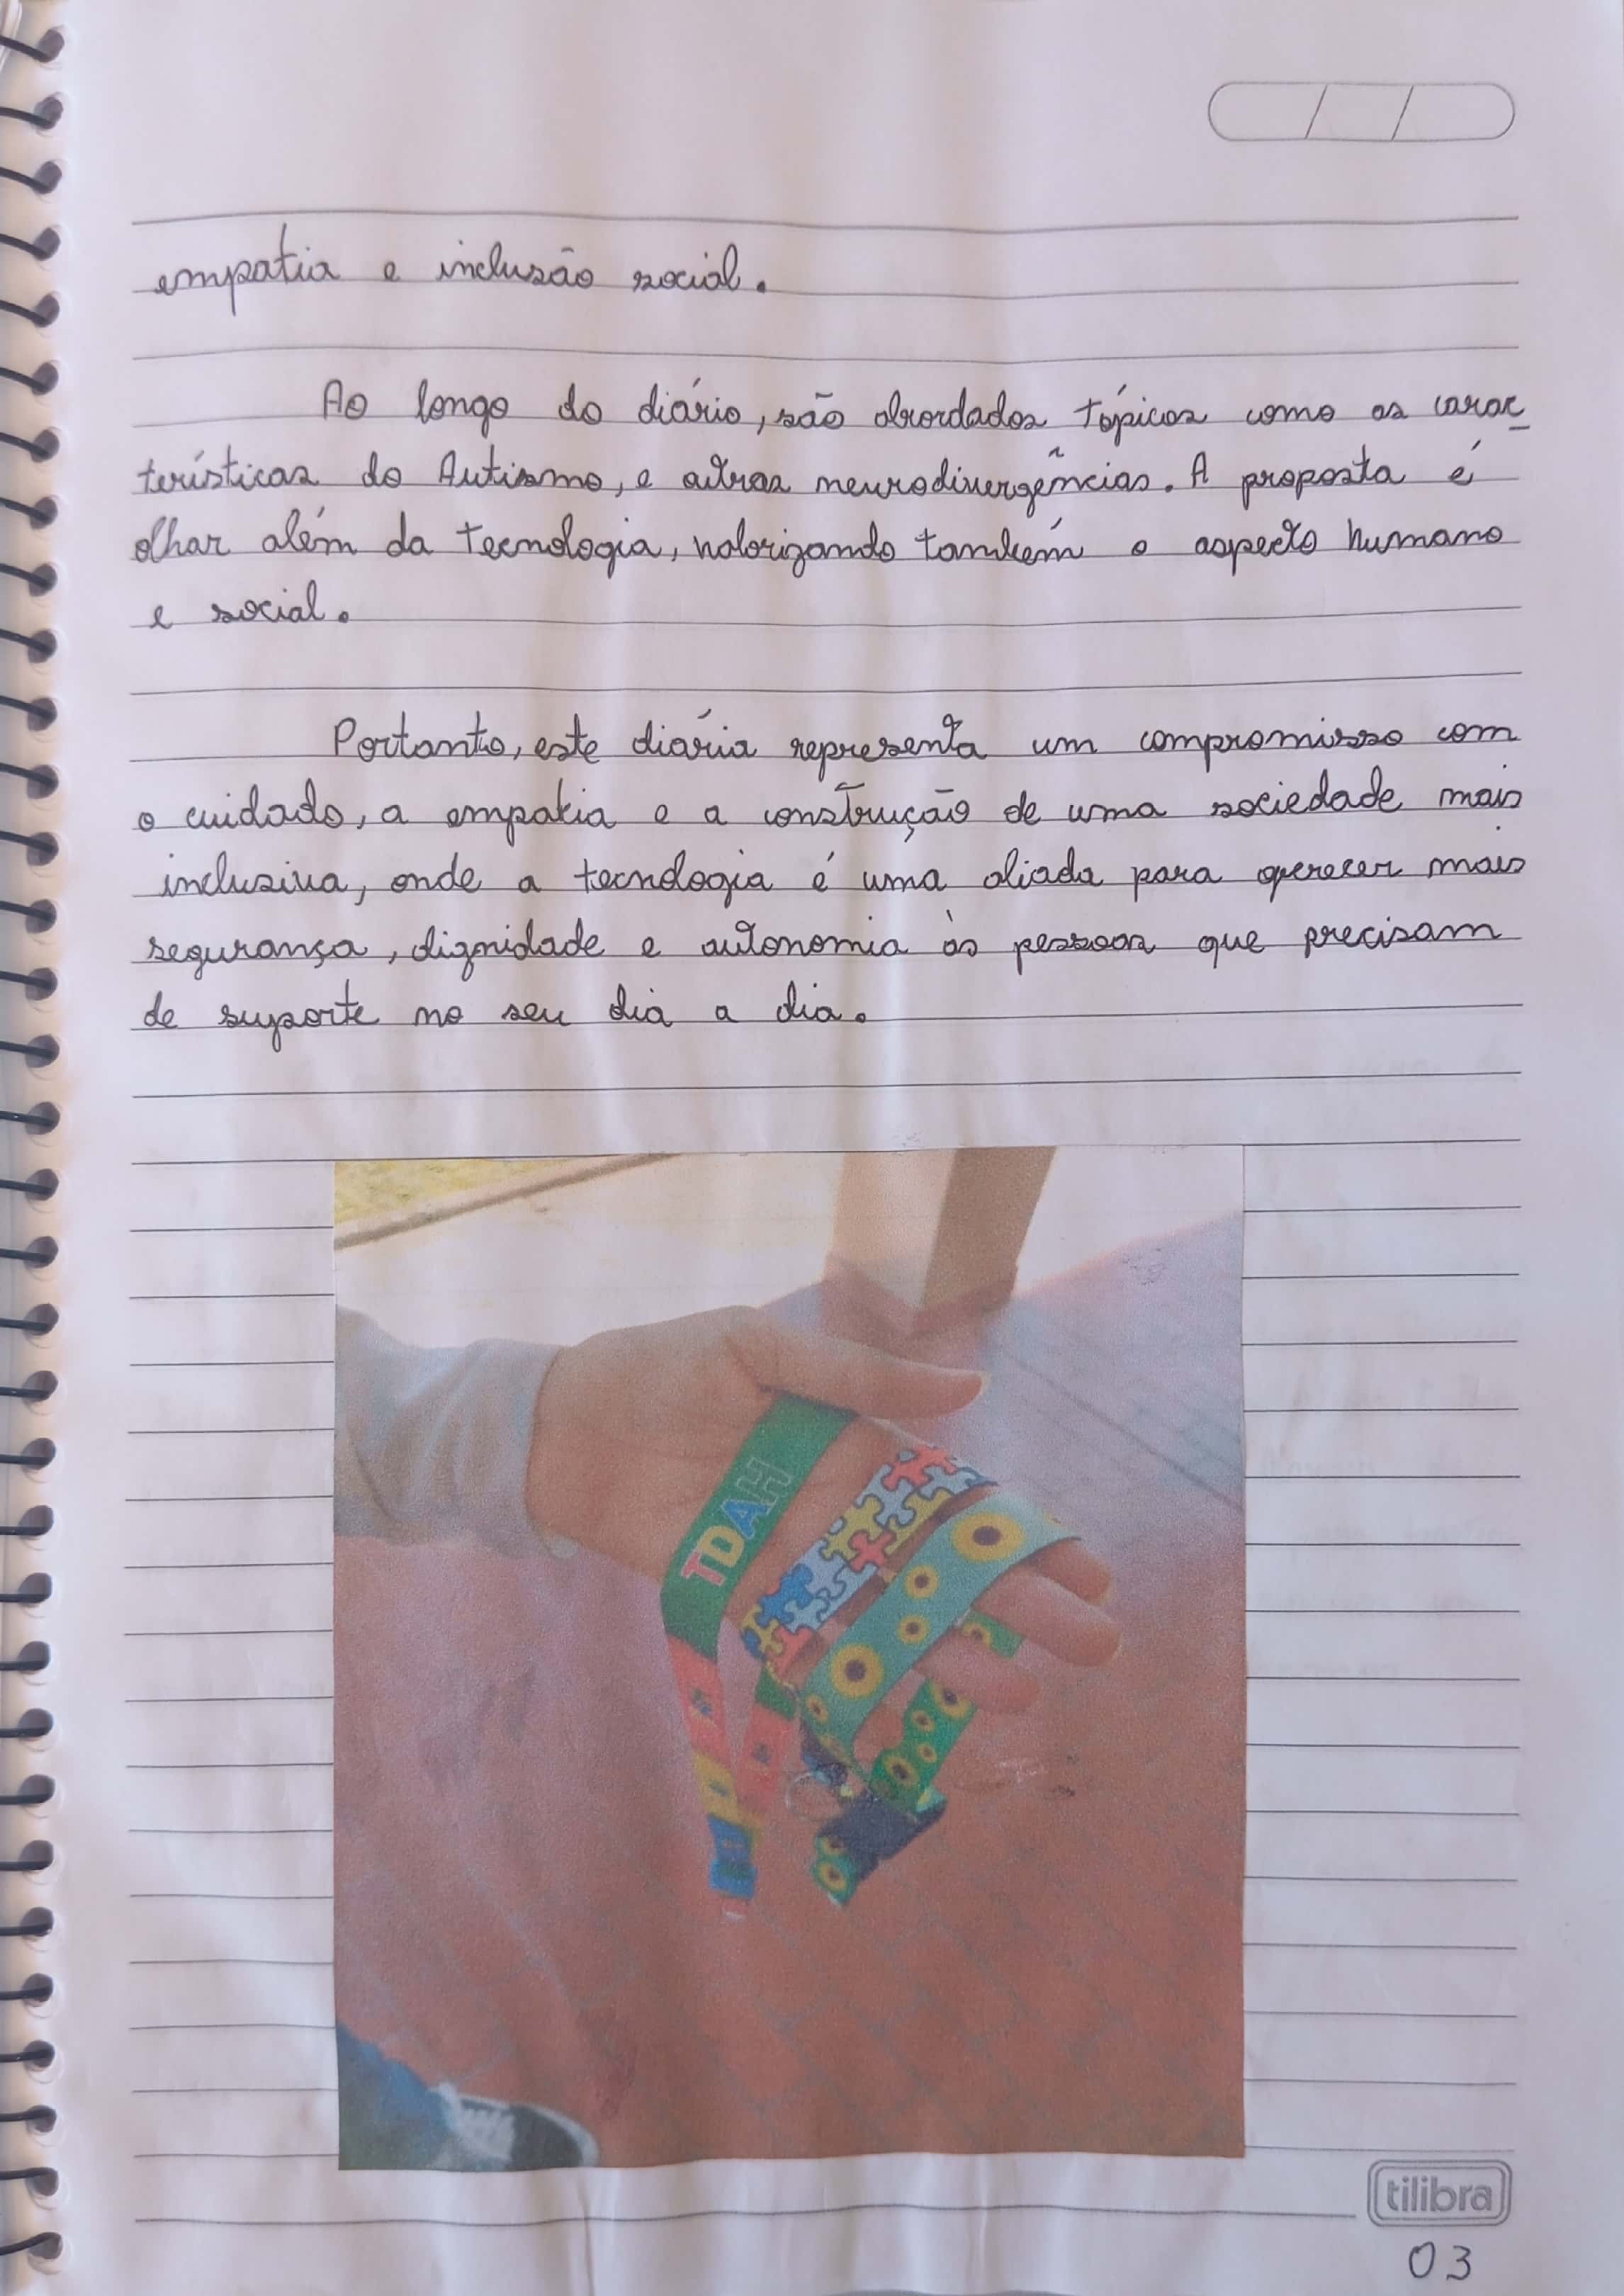 empatia e inclusão social.
Ao longo do diário, são abordados tópicos como as carac
terísticas do Autismo, e outras neurodivergências. A proposta é
olhar além da tecnologia, valorizando também o aspecto humano
e social.
Portanto, este diária representa um compromisso com
o cuidado, a empatia e a construção de uma sociedade mais
inclusiva, onde a tecnologia é uma aliada para oferecer mais
segurança, dignidade e autonomia às pessoas que precisam
de suporte no seu dia a dia.
TDAH
tilibra
03